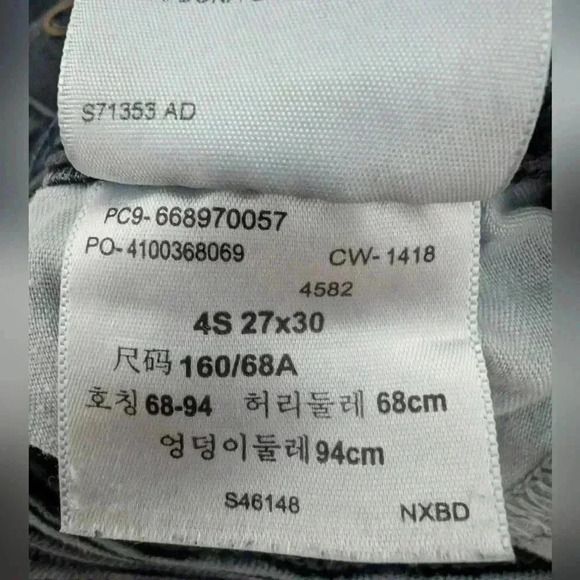 S71353 AD
PC9-668970057
PO-4100368069 CW-1418
4582
4S 27x30
尺码 160/68A
호칭 68-94 허리둘레 68cm
엉덩이둘레 94cm
S46148 NXBD